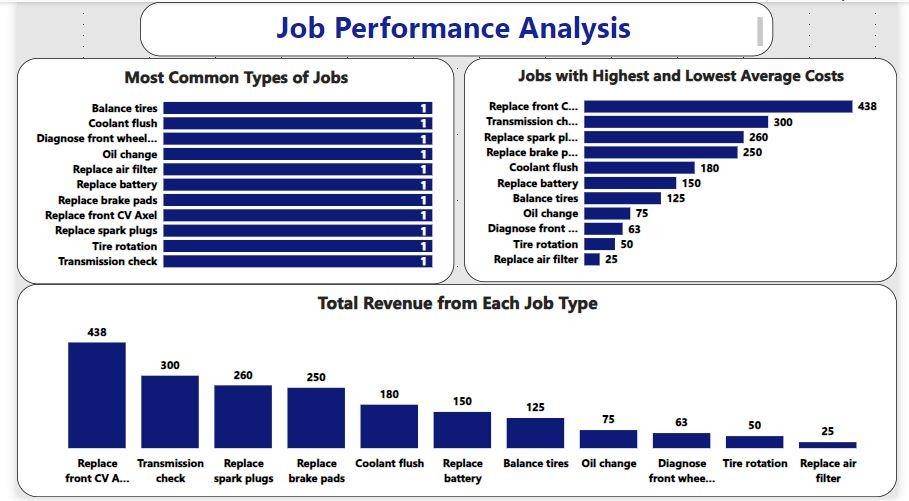 Job Performance Analysis
Most Common Types of Jobs
Balance tires 1
Coolant flush 1
Diagnose front wheel... 1
Oil change 1
Replace air filter 1
Replace battery 1
Replace brake pads 1
Replace front CV Axel 1
Replace spark plugs 1
Tire rotation 1
Transmission check 1
Jobs with Highest and Lowest Average Costs
Replace front C... 438
Transmission ch... 300
Replace spark pl... 260
Replace brake p... 250
Coolant flush 180
Replace battery 150
Balance tires 125
Oil change 75
Diagnose front ... 63
Tire rotation 50
Replace air filter 25
Total Revenue from Each Job Type
438 300 260 250 180 150 125 75 63 50 25
Replace Transmission Replace Replace Coolant flush Replace Balance tires Oil change Diagnose Tire rotation Replace air
front CV A... check spark plugs brake pads battery front whee... filter